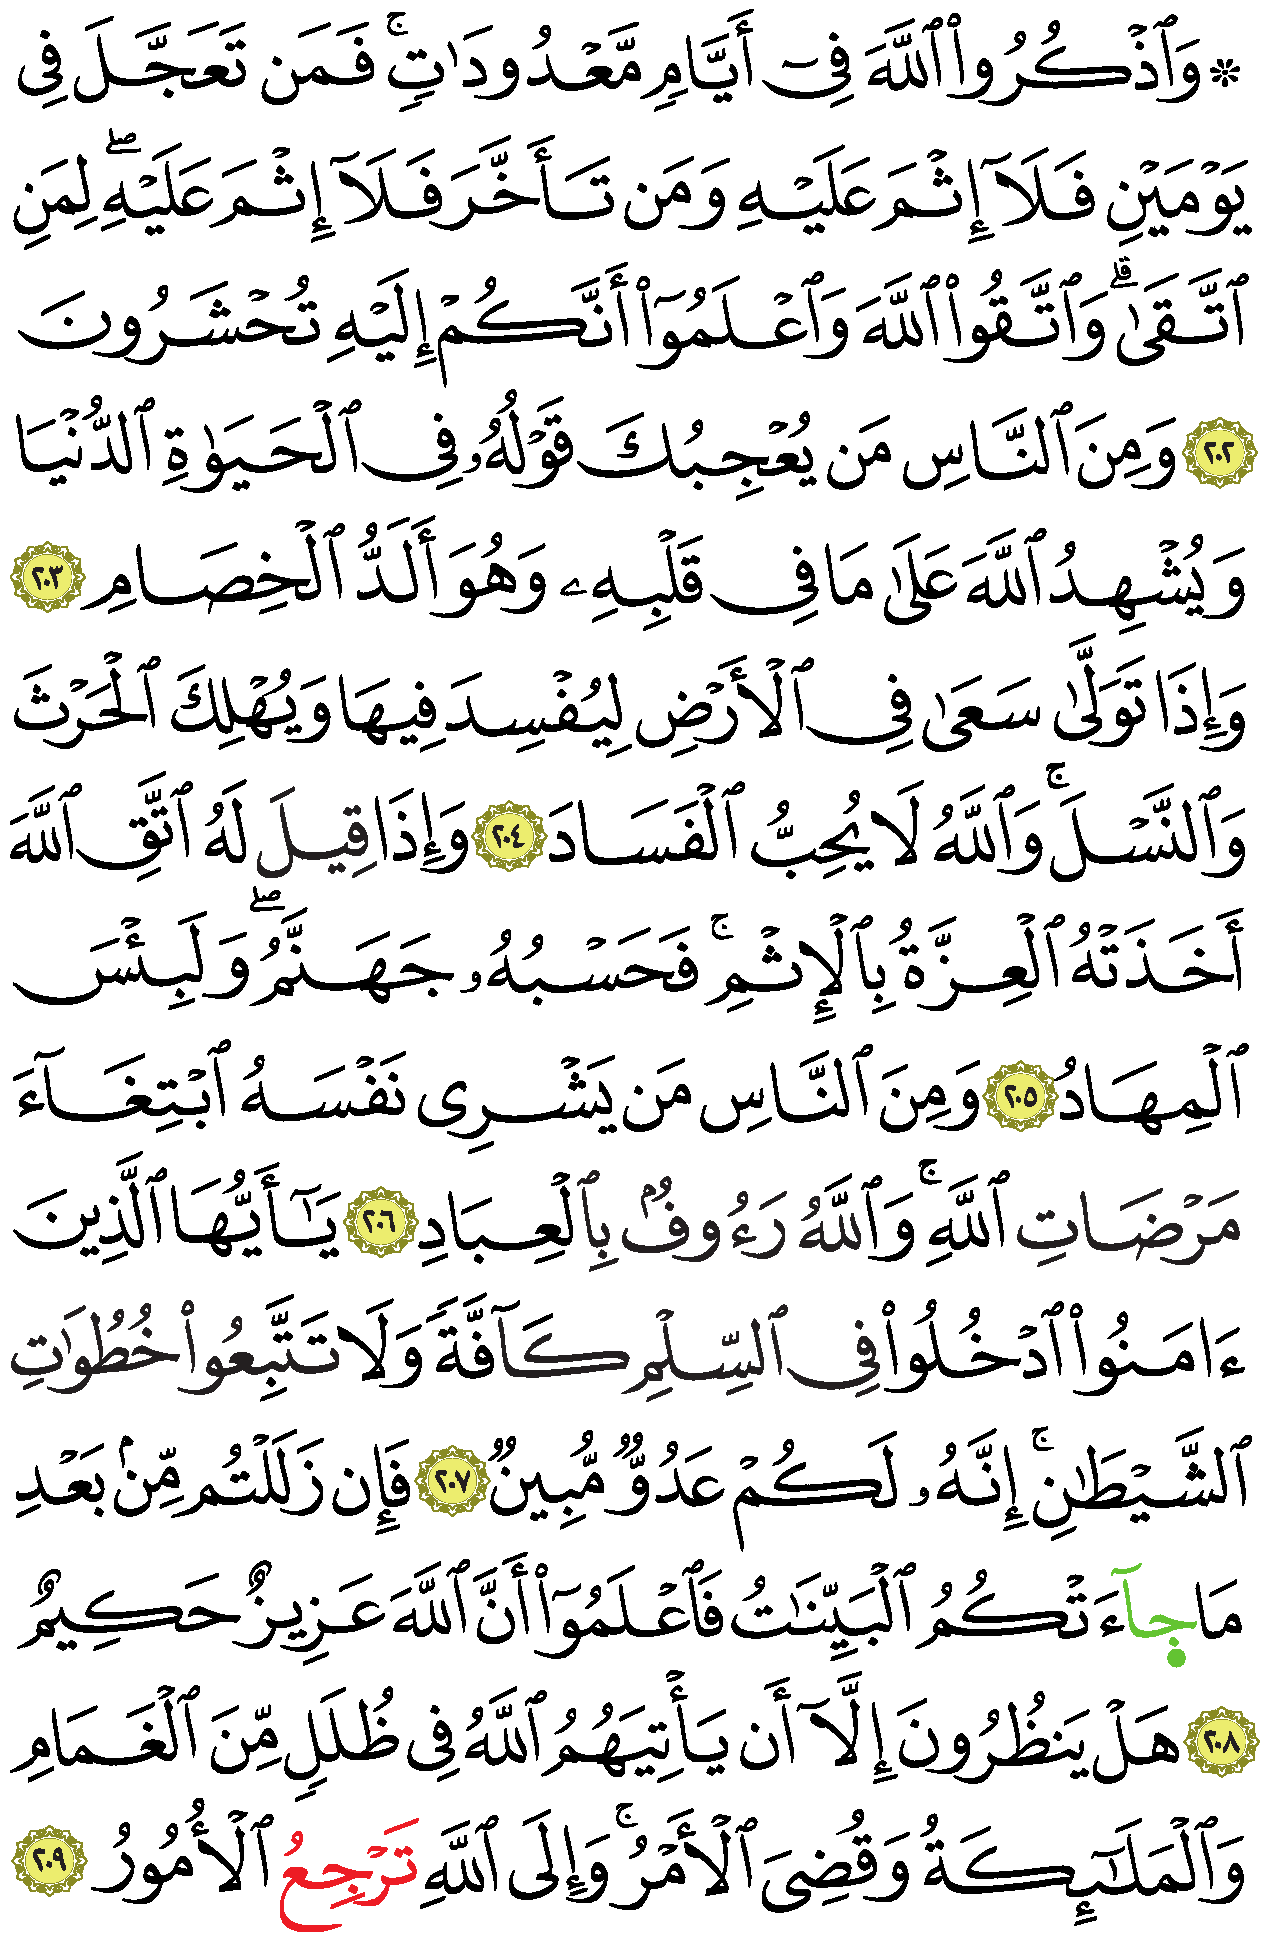 ۞ وَٱذۡكُرُواْ ٱللَّهَ فِيٓ أَيَّامٖ مَّعۡدُودَٰتٖۚ فَمَن تَعَجَّلَ فِي
يَوۡمَيۡنِ فَلَآ إِثۡمَ عَلَيۡهِ وَمَن تَأَخَّرَ فَلَآ إِثۡمَ عَلَيۡهِۖ لِمَنِ
ٱتَّقَىٰۗ وَٱتَّقُواْ ٱللَّهَ وَٱعۡلَمُوٓاْ أَنَّكُمۡ إِلَيۡهِ تُحۡشَرُونَ
٢٠٢ وَمِنَ ٱلنَّاسِ مَن يُعۡجِبُكَ قَوۡلُهُۥ فِي ٱلۡحَيَوٰةِ ٱلدُّنۡيَا
وَيُشۡهِدُ ٱللَّهَ عَلَىٰ مَا فِي قَلۡبِهِۦ وَهُوَ أَلَدُّ ٱلۡخِصَامِ ٢٠٣
وَإِذَا تَوَلَّىٰ سَعَىٰ فِي ٱلۡأَرۡضِ لِيُفۡسِدَ فِيهَا وَيُهۡلِكَ ٱلۡحَرۡثَ
وَٱلنَّسۡلَۚ وَٱللَّهُ لَا يُحِبُّ ٱلۡفَسَادَ ٢٠٤ وَإِذَا قِيلَ لَهُ ٱتَّقِ ٱللَّهَ
أَخَذَتۡهُ ٱلۡعِزَّةُ بِٱلۡإِثۡمِۚ فَحَسۡبُهُۥ جَهَنَّمُۖ وَلَبِئۡسَ
ٱلۡمِهَادُ ٢٠٥ وَمِنَ ٱلنَّاسِ مَن يَشۡرِي نَفۡسَهُ ٱبۡتِغَآءَ
مَرۡضَاتِ ٱللَّهِۚ وَٱللَّهُ رَءُوفُۢ بِٱلۡعِبَادِ ٢٠٦ يَٰٓأَيُّهَا ٱلَّذِينَ
ءَامَنُواْ ٱدۡخُلُواْ فِي ٱلسِّلۡمِ كَآفَّةٗ وَلَا تَتَّبِعُواْ خُطُوَٰتِ
ٱلشَّيۡطَٰنِۚ إِنَّهُۥ لَكُمۡ عَدُوّٞ مُّبِينٞ ٢٠٧ فَإِن زَلَلۡتُم مِّنۢ بَعۡدِ
مَا جَآءَتۡكُمُ ٱلۡبَيِّنَٰتُ فَٱعۡلَمُوٓاْ أَنَّ ٱللَّهَ عَزِيزٌ حَكِيمٌ
٢٠٨ هَلۡ يَنظُرُونَ إِلَّآ أَن يَأۡتِيَهُمُ ٱللَّهُ فِي ظُلَلٖ مِّنَ ٱلۡغَمَامِ
وَٱلۡمَلَٰٓئِكَةُ وَقُضِيَ ٱلۡأَمۡرُۚ وَإِلَى ٱللَّهِ تَرۡجِعُ ٱلۡأُمُورُ ٢٠٩